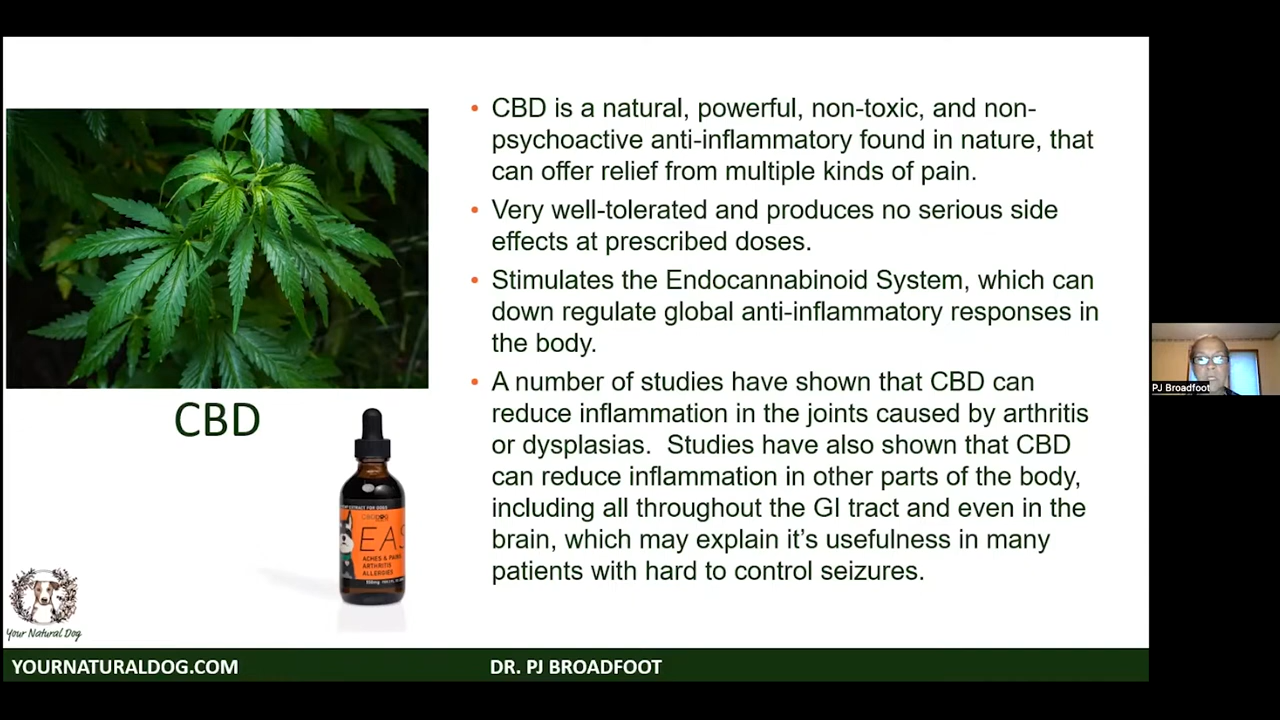 • CBD is a natural, powerful, non-toxic, and non-
psychoactive anti-inflammatory found in nature, that
can offer relief from multiple kinds of pain.
• Very well-tolerated and produces no serious side
effects at prescribed doses.
• Stimulates the Endocannabinoid System, which can
down regulate global anti-inflammatory responses in
the body.
• A number of studies have shown that CBD can
reduce inflammation in the joints caused by arthritis
or dysplasias.  Studies have also shown that CBD
can reduce inflammation in other parts of the body,
including all throughout the GI tract and even in the
brain, which may explain it’s usefulness in many
patients with hard to control seizures.
CBD
EXTRACT FOR DOGS
EAS
ACHES & PAIN
ARTHRITIS
ALLERGIES
Your Natural Dog
YOURNATURALDOG.COM
DR. PJ BROADFOOT
PJ Broadfoot